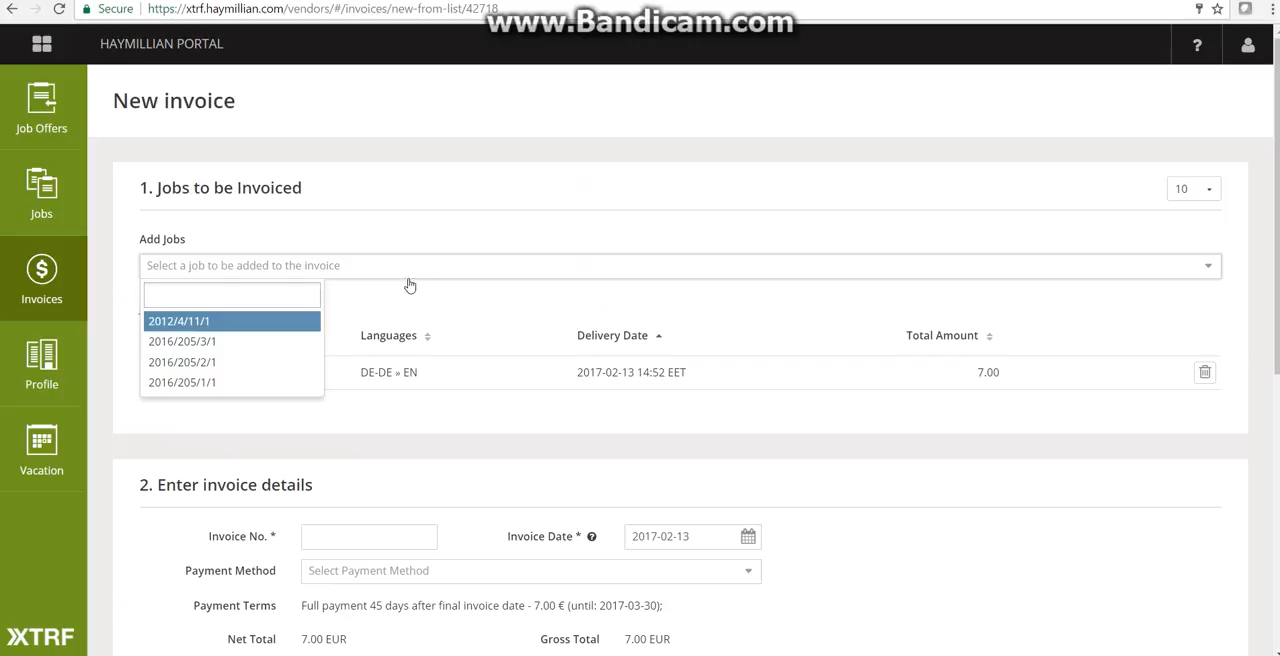 Secure https://xtrf.haymillian.com/vendors/#/invoices/new-from-list/42718
www.Bandicam.com
HAYMILLIAN PORTAL
?
Job Offers
Jobs
Invoices
Profile
Vacation
XTRF
New invoice
1. Jobs to be Invoiced
10
Add Jobs
Select a job to be added to the invoice
2012/4/11/1
2016/205/3/1
2016/205/2/1
2016/205/1/1
Languages Delivery Date Total Amount
DE-DE » EN 2017-02-13 14:52 EET 7.00
2. Enter invoice details
Invoice No. * Invoice Date * ? 2017-02-13
Payment Method Select Payment Method
Payment Terms Full payment 45 days after final invoice date - 7.00 € (until: 2017-03-30);
Net Total 7.00 EUR Gross Total 7.00 EUR